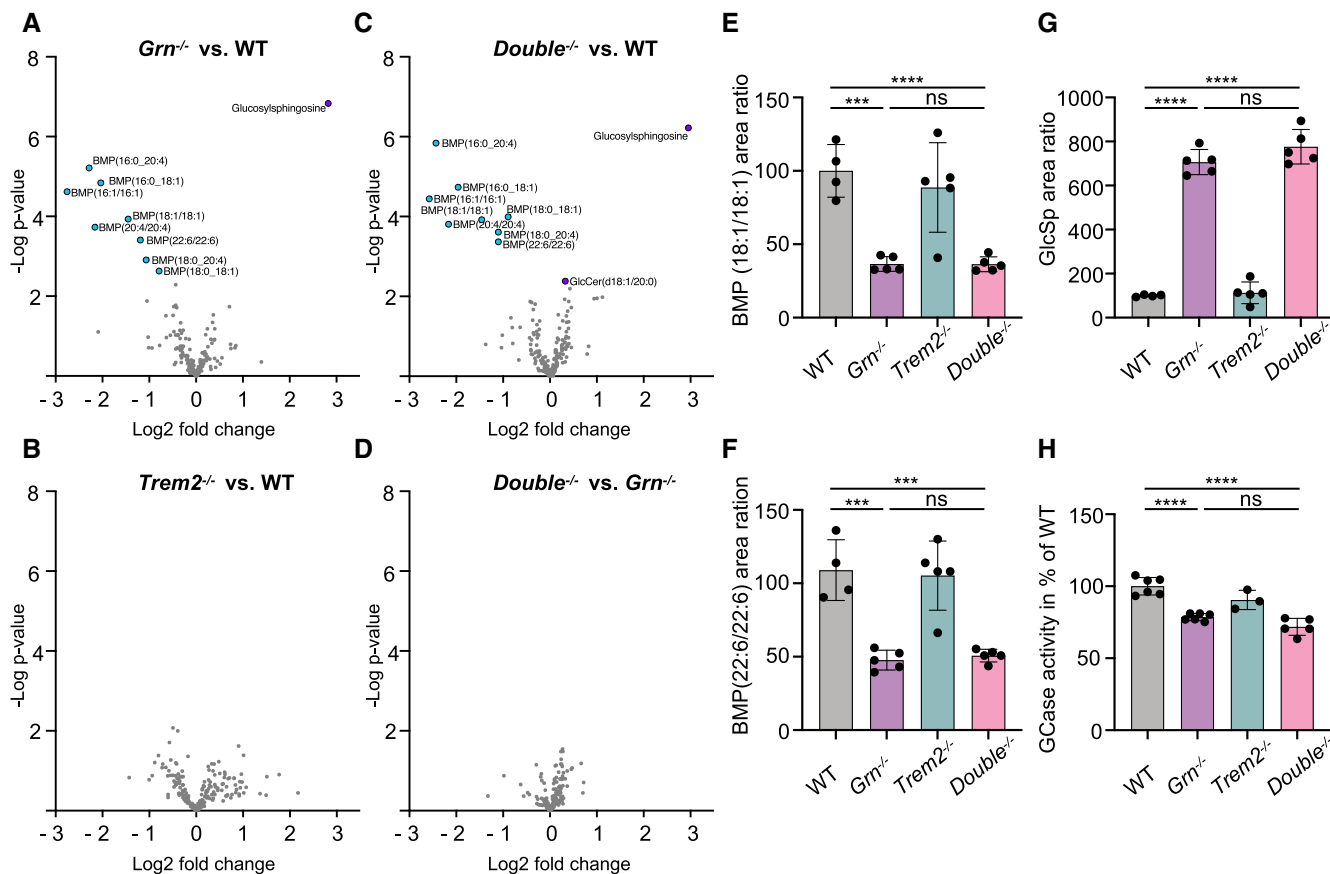 A
Grn-/- vs. WT
-Log p-value
8
6
4
2
Glucosylsphingosine
BMP(16:0_20:4)
BMP(16:0_18:1)
BMP(16:1/16:1)
BMP(18:1/18:1)
BMP(20:4/20:4)
BMP(22:6/22:6)
BMP(18:0_20:4)
BMP(18:0_18:1)
- 3 - 2 - 1 0 1 2 3
Log2 fold change
C
Double-/- vs. WT
-Log p-value
8
6
4
2
Glucosylsphingosine
BMP(16:0_20:4)
BMP(16:0_18:1)
BMP(16:1/16:1)
BMP(18:1/18:1)
BMP(18:0_18:1)
BMP(20:4/20:4)
BMP(18:0_20:4)
BMP(22:6/22:6)
GlcCer(d18:1/20:0)
- 3 - 2 - 1 0 1 2 3
Log2 fold change
E
BMP (18:1/18:1) area ratio
150
100
50
0
****
*** ns
WT Grn-/- Trem2-/- Double-/-
G
GlcSp area ratio
1000
800
600
400
200
0
****
**** ns
WT Grn-/- Trem2-/- Double-/-
B
Trem2-/- vs. WT
-Log p-value
8
6
4
2
- 3 - 2 - 1 0 1 2 3
Log2 fold change
D
Double-/- vs. Grn-/-
-Log p-value
8
6
4
2
- 3 - 2 - 1 0 1 2 3
Log2 fold change
F
BMP(22:6/22:6) area ration
150
100
50
0
***
*** ns
WT Grn-/- Trem2-/- Double-/-
H
GCase activity in % of WT
150
100
50
0
****
**** ns
WT Grn-/- Trem2-/- Double-/-